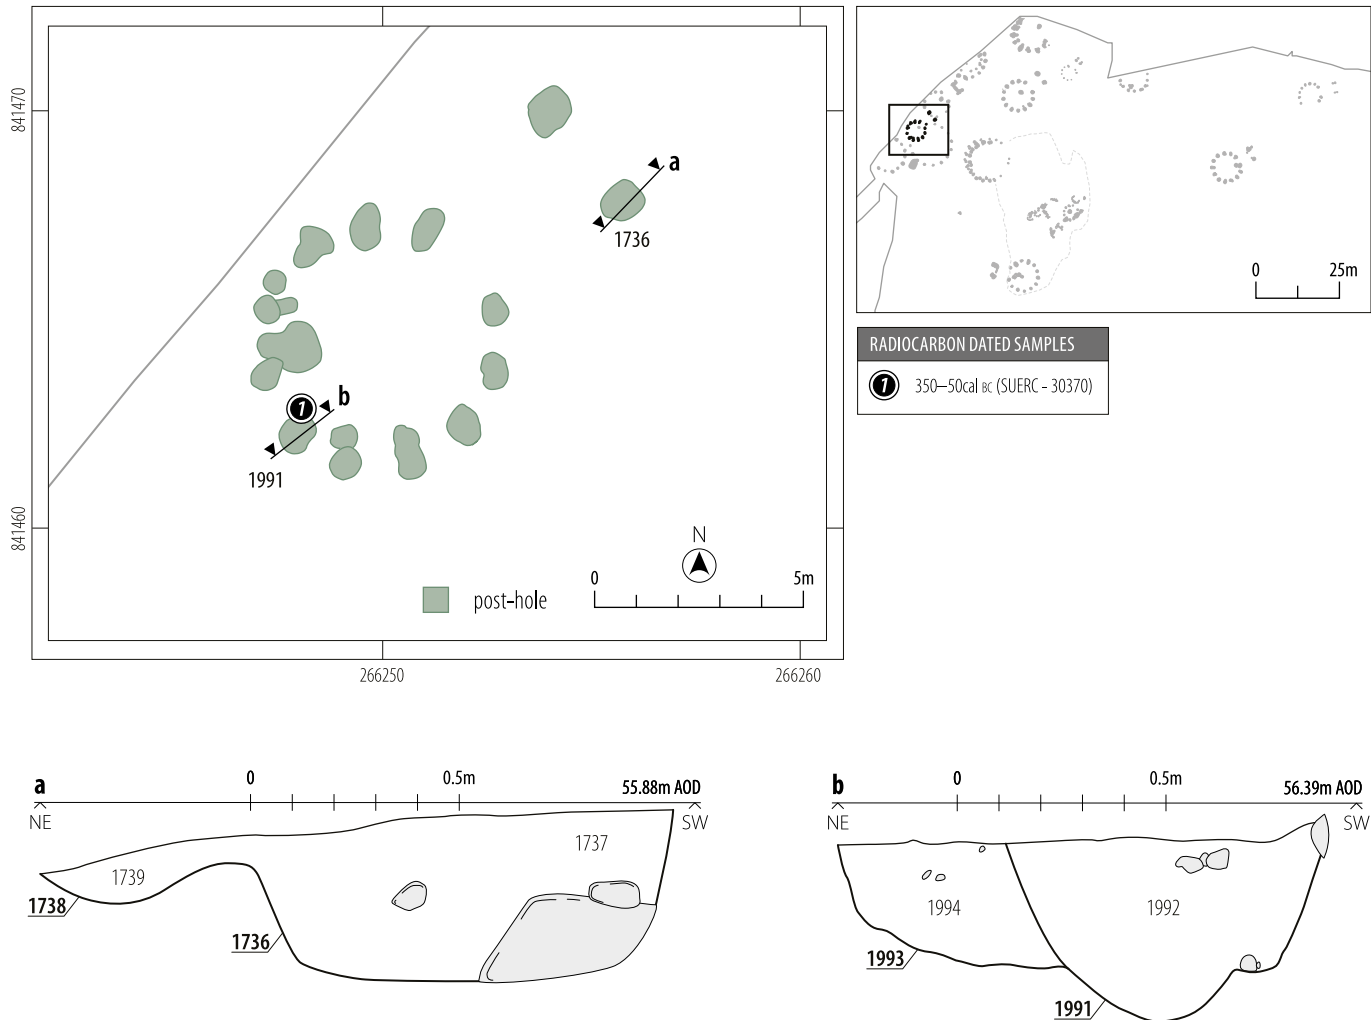 841470
841460
266250
266260
a
1736
1
b
1991
N
0 5m
post-hole
0 25m
RADIOCARBON DATED SAMPLES
1 350–50cal BC (SUERC - 30370)
a
0 0.5m 55.88m AOD
NE SW
1737
1739
1738
1736
b
0 0.5m 56.39m AOD
NE SW
1994
1992
1993
1991